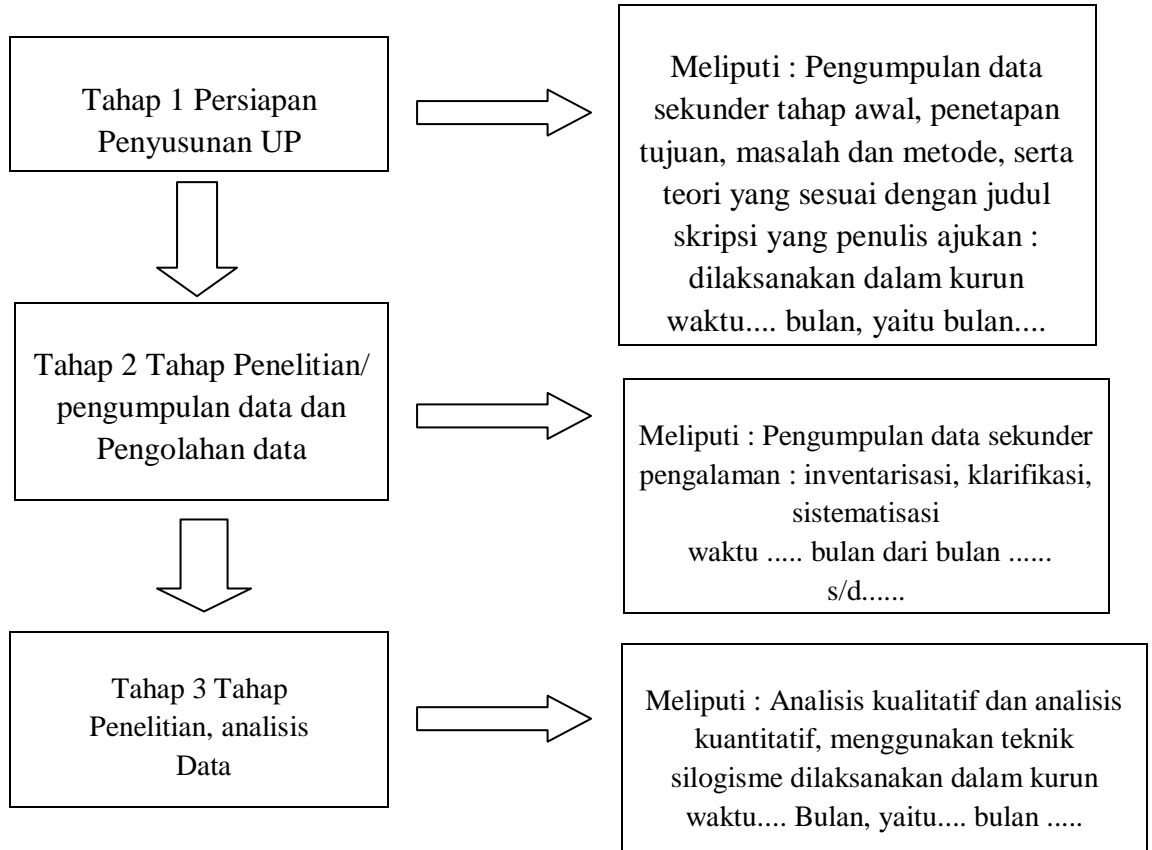 Tahap 1 Persiapan
Penyusunan UP
Meliputi : Pengumpulan data
sekunder tahap awal, penetapan
tujuan, masalah dan metode, serta
teori yang sesuai dengan judul
skripsi yang penulis ajukan :
dilaksanakan dalam kurun
waktu.... bulan, yaitu bulan....
Tahap 2 Tahap Penelitian/
pengumpulan data dan
Pengolahan data
Meliputi : Pengumpulan data sekunder
pengalaman : inventarisasi, klarifikasi,
sistematisasi
waktu ..... bulan dari bulan ......
s/d......
Tahap 3 Tahap
Penelitian, analisis
Data
Meliputi : Analisis kualitatif dan analisis
kuantitatif, menggunakan teknik
silogisme dilaksanakan dalam kurun
waktu.... Bulan, yaitu.... bulan .....